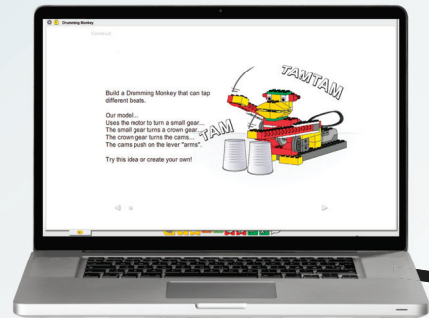 Drumming Monkey
Construct
Build a Drumming Monkey that can tap
different beats.
Our model...
Uses the motor to turn a small gear...
The small gear turns a crown gear...
The crown gear turns the cams...
The cams push on the lever "arms".
Try this idea or create your own!
TAMTAM
TAM